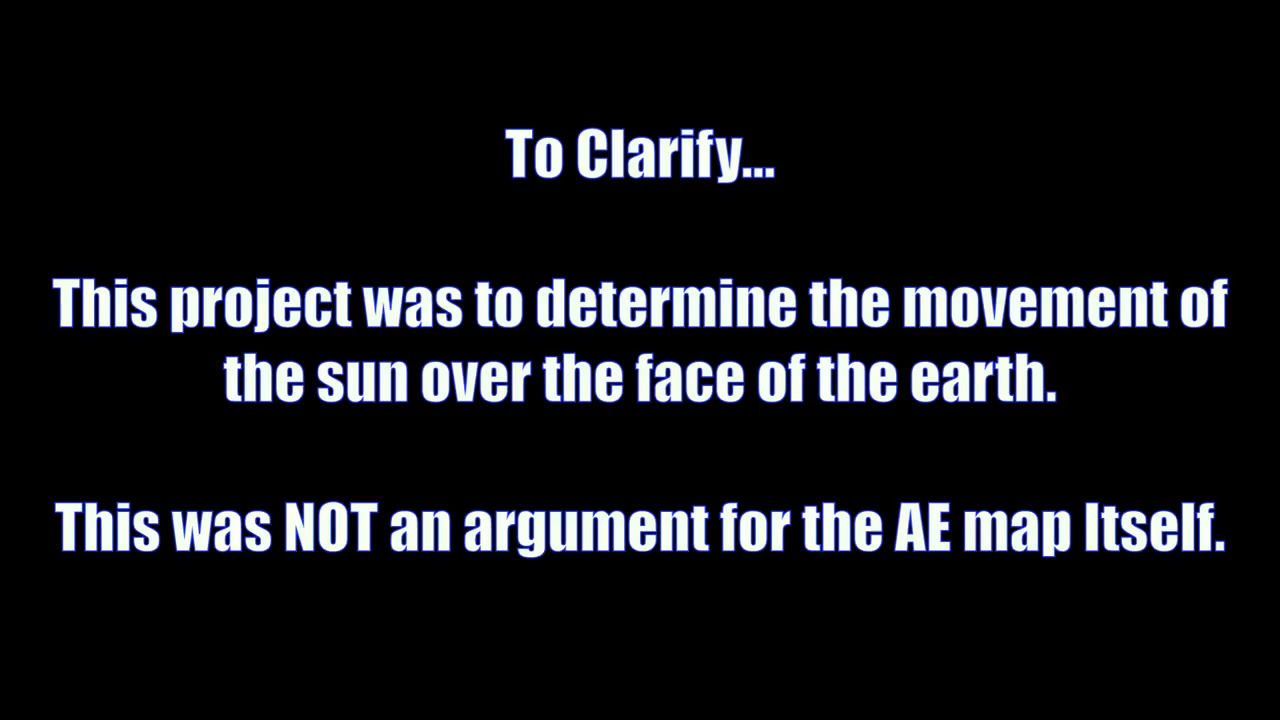 To Clarify...
This project was to determine the movement of
the sun over the face of the earth.
This was NOT an argument for the AE map Itself.